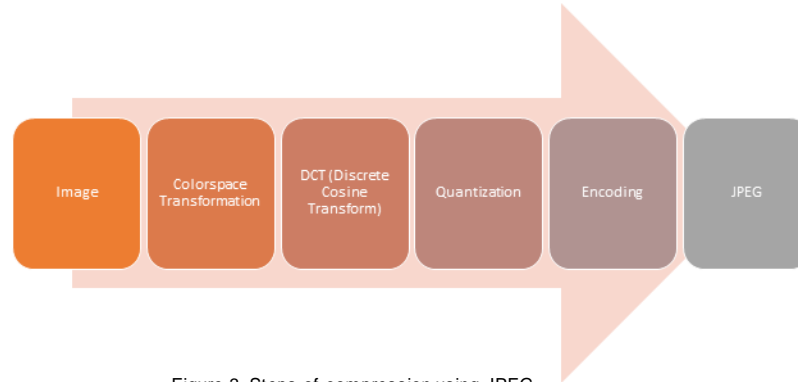 Image
Colorspace
Transformation
DCT (Discrete
Cosine
Transform)
Quantization
Encoding
JPEG